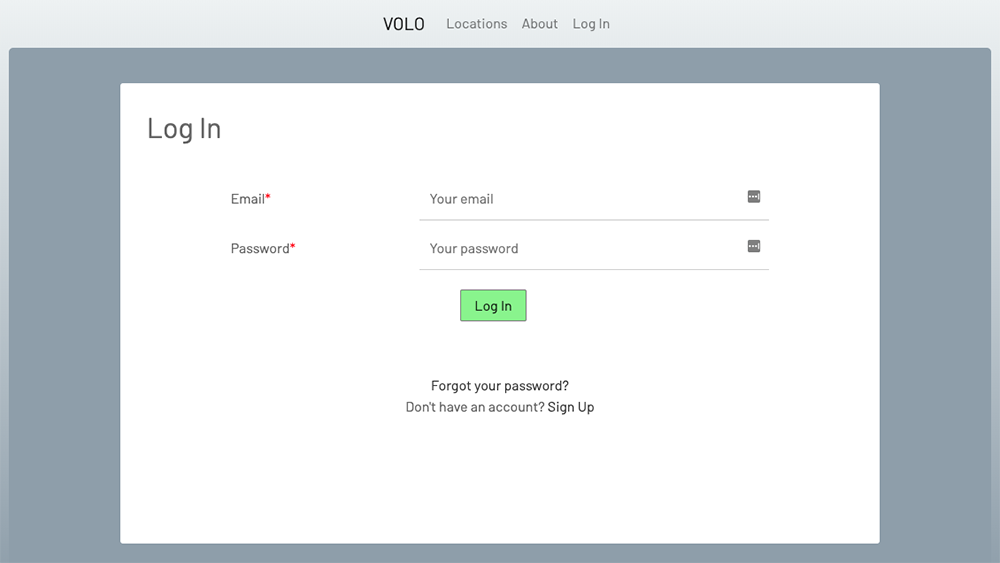 VOLO Locations About Log In
Log In
Email* Your email
Password* Your password
Log In
Forgot your password?
Don't have an account? Sign Up